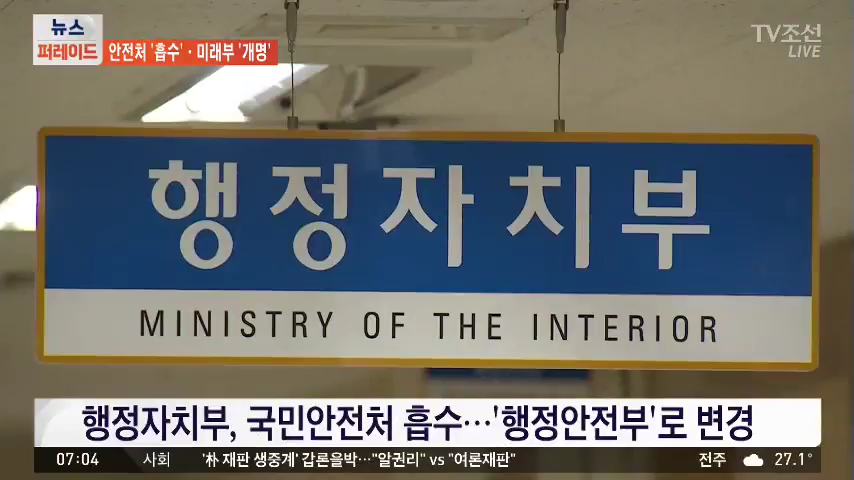 뉴스
퍼레이드
안전처 '흡수'·미래부 '개명'
TV조선
LIVE
행정자치부
MINISTRY OF THE INTERIOR
행정자치부, 국민안전처 흡수…'행정안전부'로 변경
07:04 사회 '朴 재판 생중계' 갑론을박…"알권리" vs "여론재판" 전주 27.1°